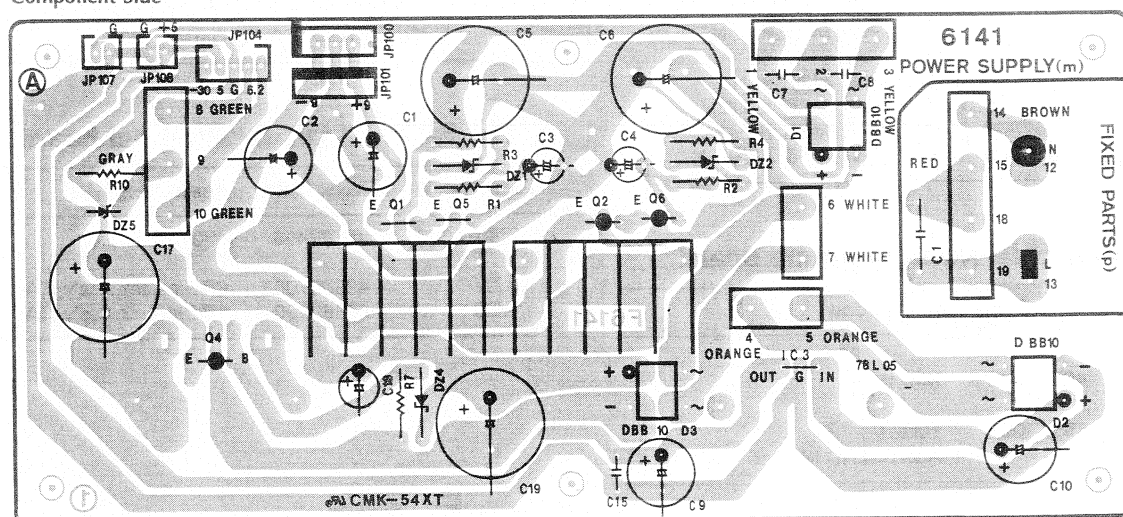 Component Side
G G +5 JP104
JP107 JP108
JP100
JP101
-9 +9
-30 5 G 6.2
C5 C6
6141
POWER SUPPLY(m)
1 YELLOW
2
3 YELLOW
~ ~
C7 C8
D1
DBB10
+ -
A
8 GREEN
9
10 GREEN
GRAY
R10
DZ5
C17
C2 C1
R3
DZ1
R1
C3 C4
R4
DZ2
R2
E Q1 E Q5
E Q2 E Q6
14 BROWN
RED 15 N
12
18
C1
19 L
13
FIXED PARTS(p)
6 WHITE
7 WHITE
F6141
4 5 ORANGE
ORANGE IC3
78L05
OUT G IN
Q4
E B
C18
R7
DZ4
C19
+ ~
- ~
DBB 10 D3
C15 C9
D BB10
~ -
~ +
D2
C10
1
CMK-54XT